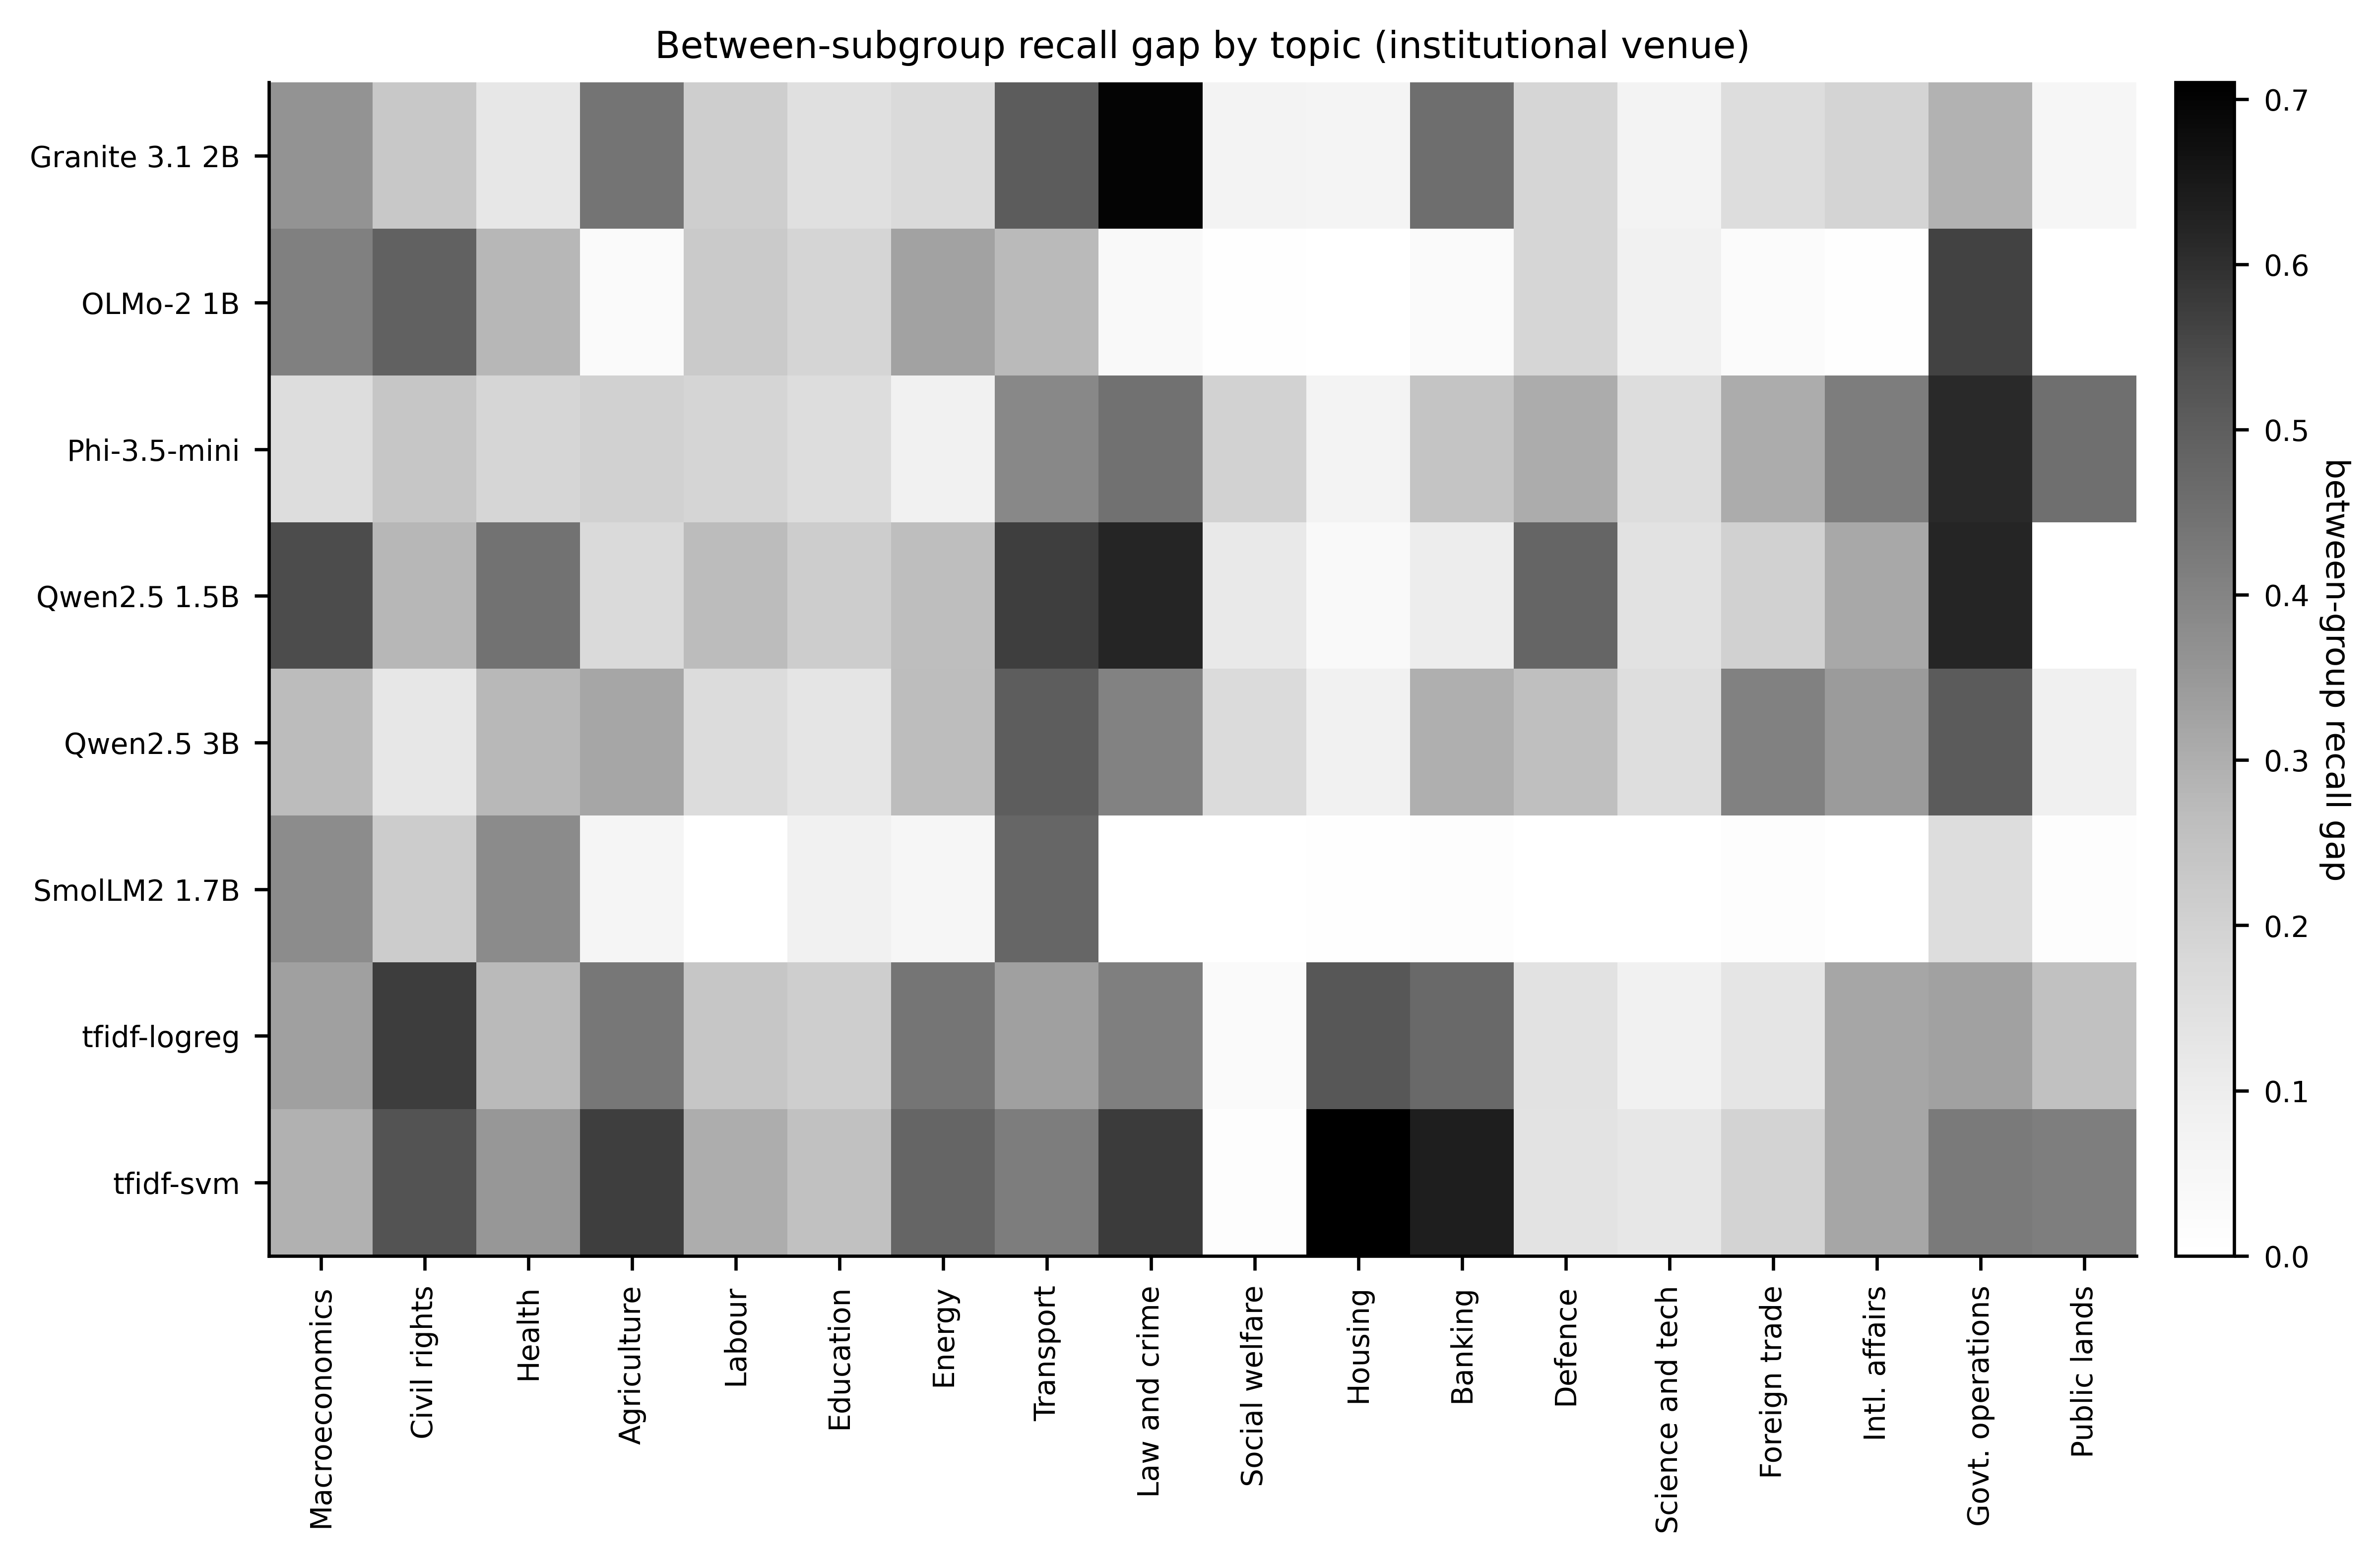 Between-subgroup recall gap by topic (institutional venue)
Granite 3.1 2B
OLMo-2 1B
Phi-3.5-mini
Qwen2.5 1.5B
Qwen2.5 3B
SmolLM2 1.7B
tfidf-logreg
tfidf-svm
Macroeconomics
Civil rights
Health
Agriculture
Labour
Education
Energy
Transport
Law and crime
Social welfare
Housing
Banking
Defence
Science and tech
Foreign trade
Intl. affairs
Govt. operations
Public lands
0.7
0.6
0.5
0.4
0.3
0.2
0.1
0.0
between-group recall gap